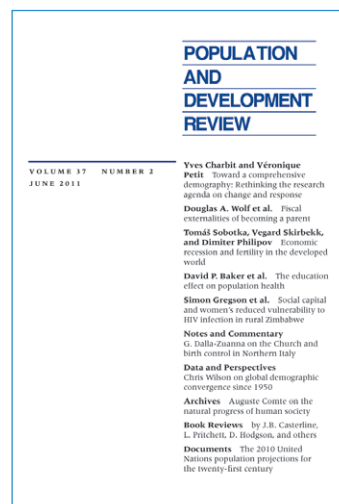 POPULATION
AND
DEVELOPMENT
REVIEW
VOLUME 37 NUMBER 2
JUNE 2011
Yves Charbit and Véronique
Petit Toward a comprehensive
demography: Rethinking the research
agenda on change and response
Douglas A. Wolf et al. Fiscal
externalities of becoming a parent
Tomáš Sobotka, Vegard Skirbekk,
and Dimiter Philipov Economic
recession and fertility in the developed
world
David P. Baker et al. The education
effect on population health
Simon Gregson et al. Social capital
and women's reduced vulnerability to
HIV infection in rural Zimbabwe
Notes and Commentary
G. Dalla-Zuanna on the Church and
birth control in Northern Italy
Data and Perspectives
Chris Wilson on global demographic
convergence since 1950
Archives Auguste Comte on the
natural progress of human society
Book Reviews by J.B. Casterline,
L. Pritchett, D. Hodgson, and others
Documents The 2010 United
Nations population projections for
the twenty-first century